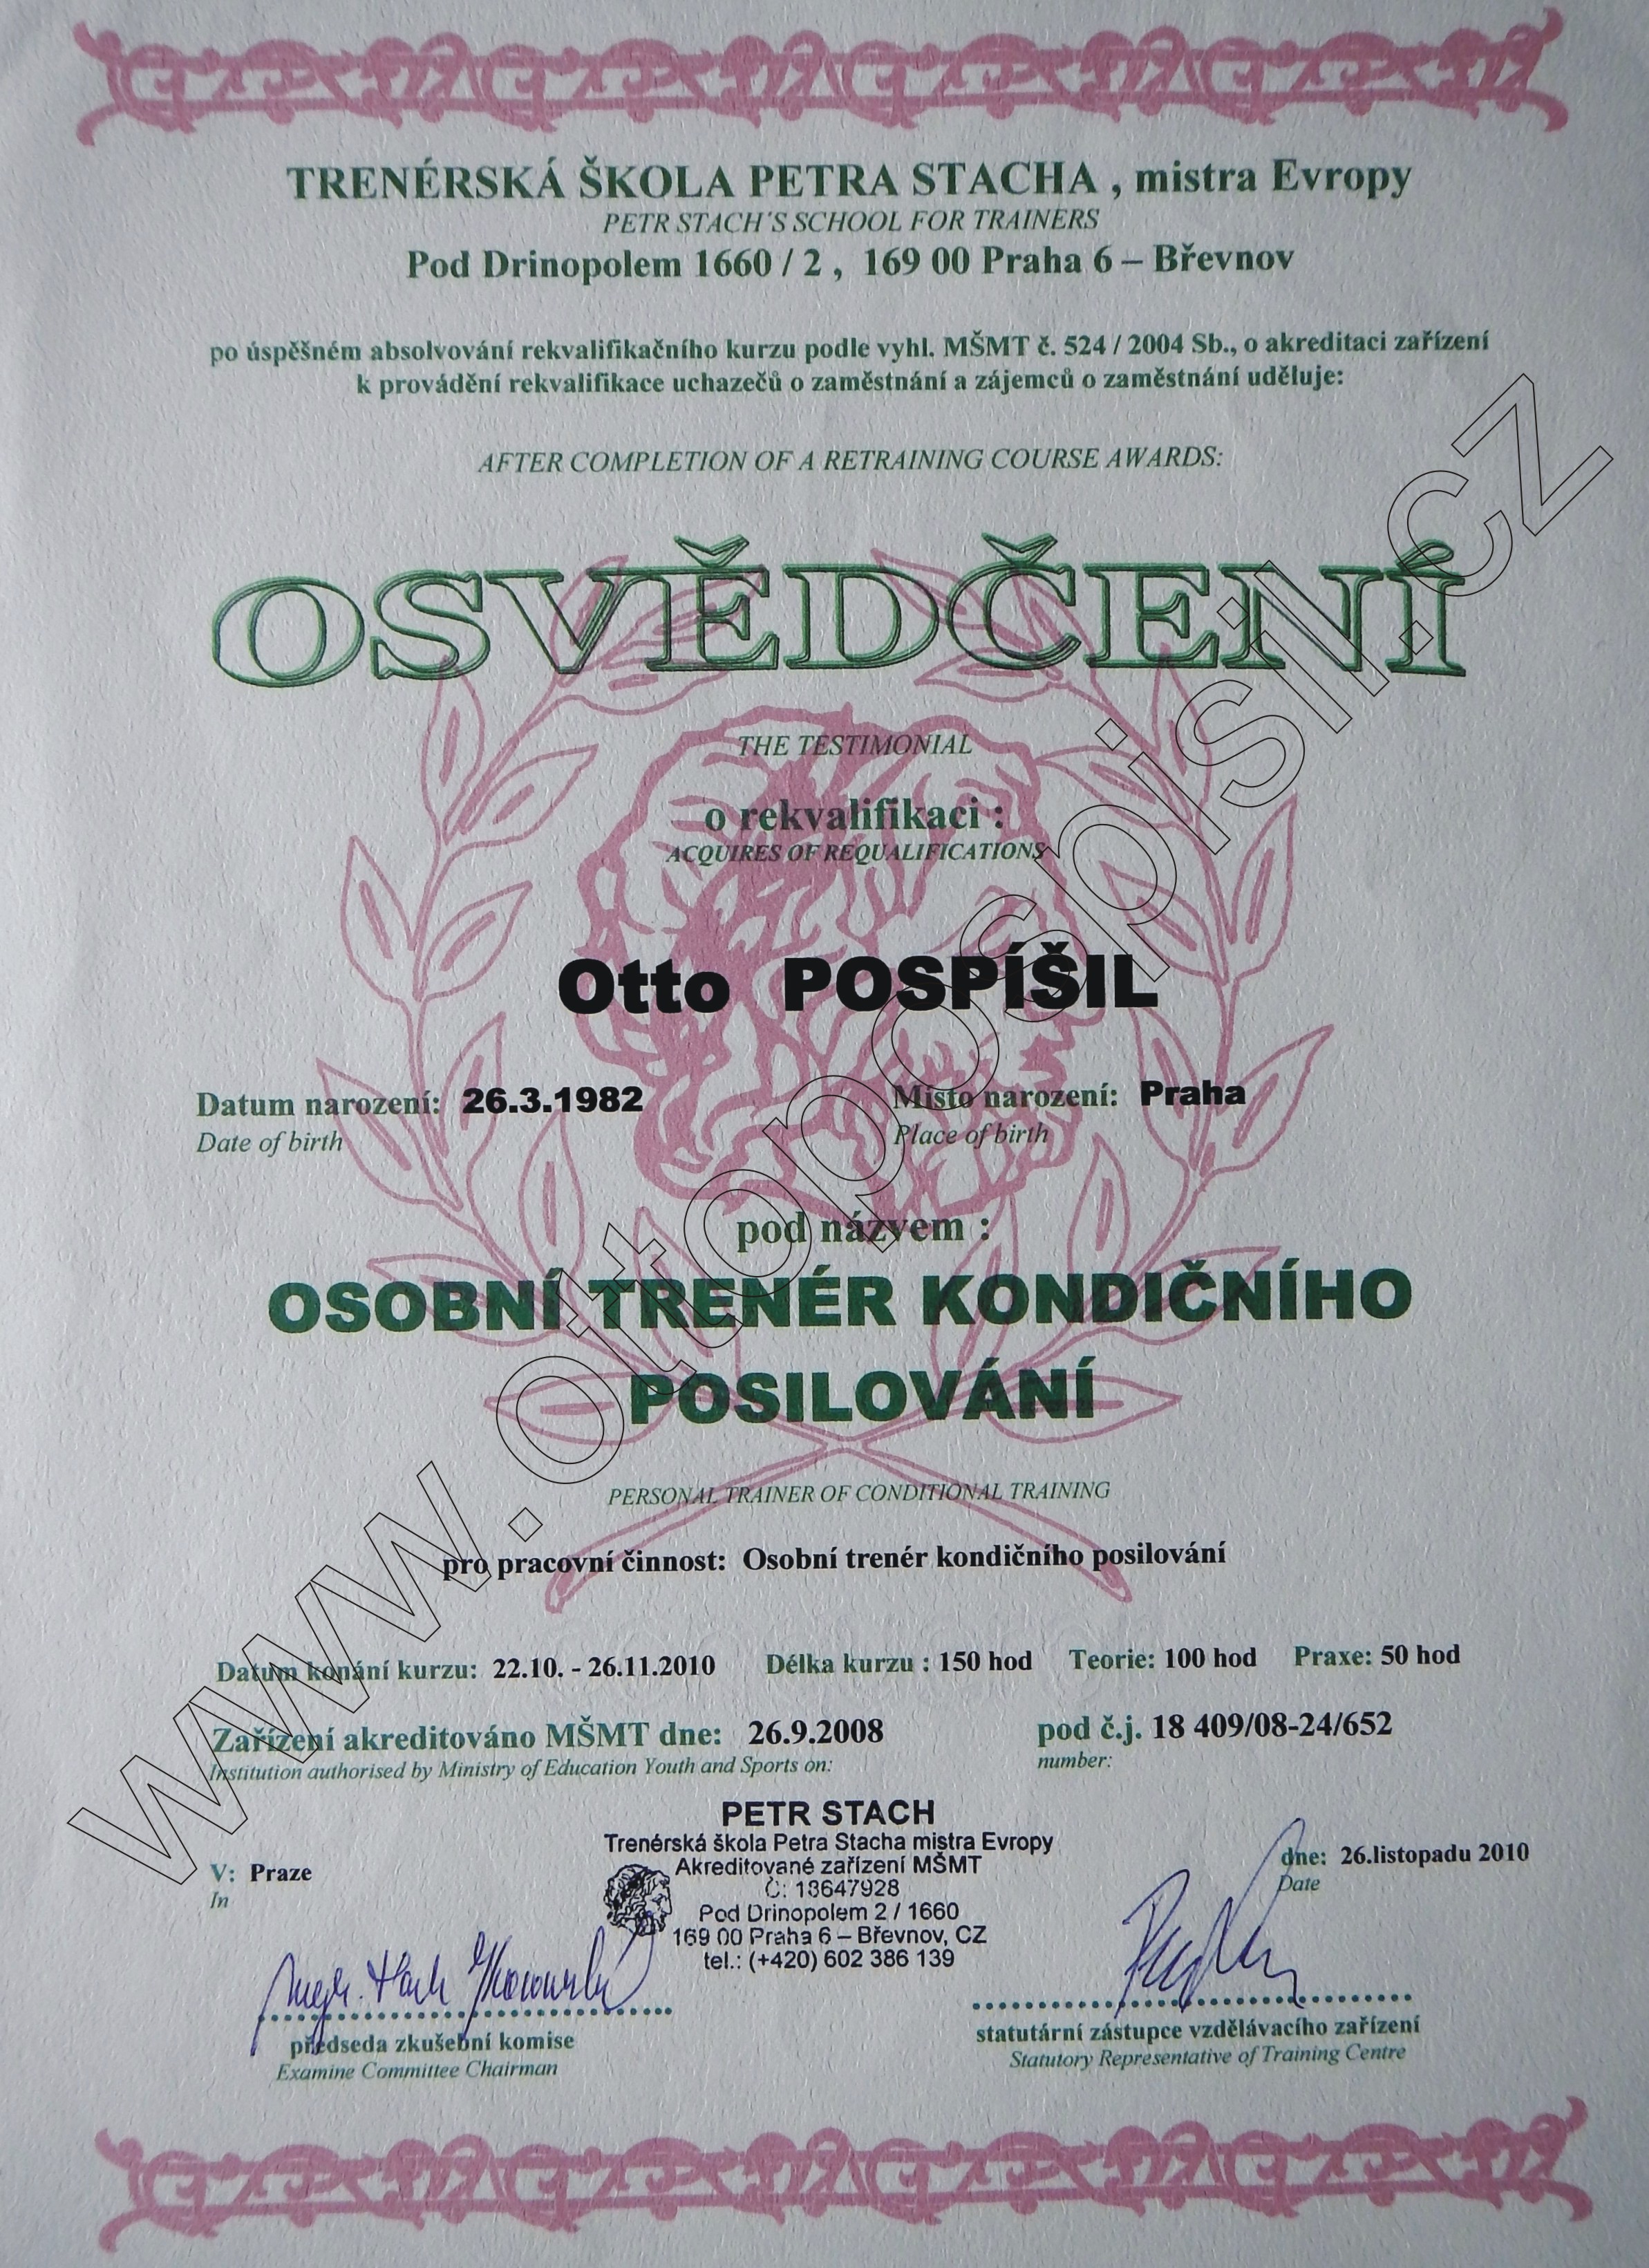 TRENÉRSKÁ ŠKOLA PETRA STACHA , mistra Evropy
PETR STACH'S SCHOOL FOR TRAINERS
Pod Drinopolem 1660 / 2 , 169 00 Praha 6 – Břevnov
po úspěšném absolvování rekvalifikačního kurzu podle vyhl. MŠMT č. 524 / 2004 Sb., o akreditaci zařízení
k provádění rekvalifikace uchazečů o zaměstnání a zájemců o zaměstnání uděluje:
AFTER COMPLETION OF A RETRAINING COURSE AWARDS:
OSVĚDČENÍ
THE TESTIMONIAL
o rekvalifikaci :
ACQUIRES OF REQUALIFICATIONS
Otto POSPÍŠIL
Datum narození: 26.3.1982 Místo narození: Praha
Date of birth Place of birth
pod názvem :
OSOBNÍ TRENÉR KONDIČNÍHO
POSILOVÁNÍ
PERSONAL TRAINER OF CONDITIONAL TRAINING
pro pracovní činnost: Osobní trenér kondičního posilování
Datum konání kurzu: 22.10. - 26.11.2010 Délka kurzu : 150 hod Teorie: 100 hod Praxe: 50 hod
Zařízení akreditováno MŠMT dne: 26.9.2008 pod č.j. 18 409/08-24/652
Institution authorised by Ministry of Education Youth and Sports on: number:
PETR STACH
Trenérská škola Petra Stacha mistra Evropy
Akreditované zařízení MŠMT
Č: 18647928
Pod Drinopolem 2 / 1660
169 00 Praha 6 – Břevnov, CZ
tel.: (+420) 602 386 139
V: Praze dne: 26.listopadu 2010
In Date
předseda zkušební komise statutární zástupce vzdělávacího zařízení
Examine Committee Chairman Statutory Representative of Training Centre
www.ottopospisil.cz